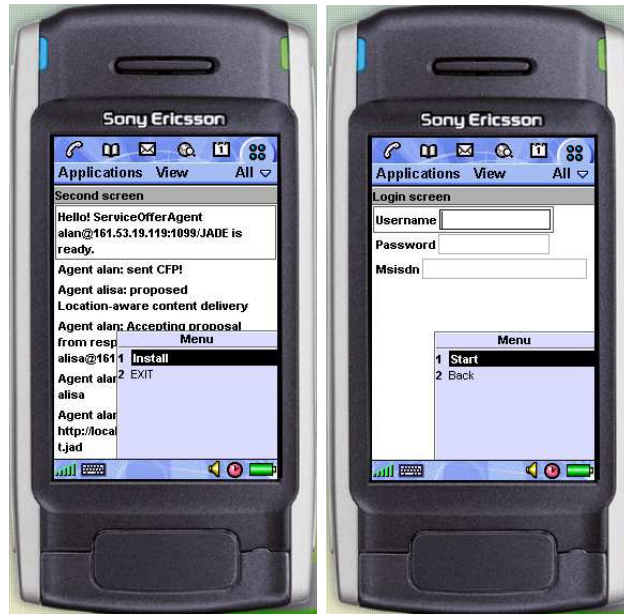 Sony Ericsson
Applications View All
Second screen
Hello! ServiceOfferAgent
alan@161.53.19.119:1099/JADE is
ready.
Agent alan: sent CFP!
Agent alisa: proposed
Location-aware content delivery
Agent alan: Accepting proposal
from resp
alisa@161
Agent alan
alisa
Agent alan
http://local
t.jad
Menu
1 Install
2 EXIT
Sony Ericsson
Applications View All
Login screen
Username
Password
Msisdn
Menu
1 Start
2 Back